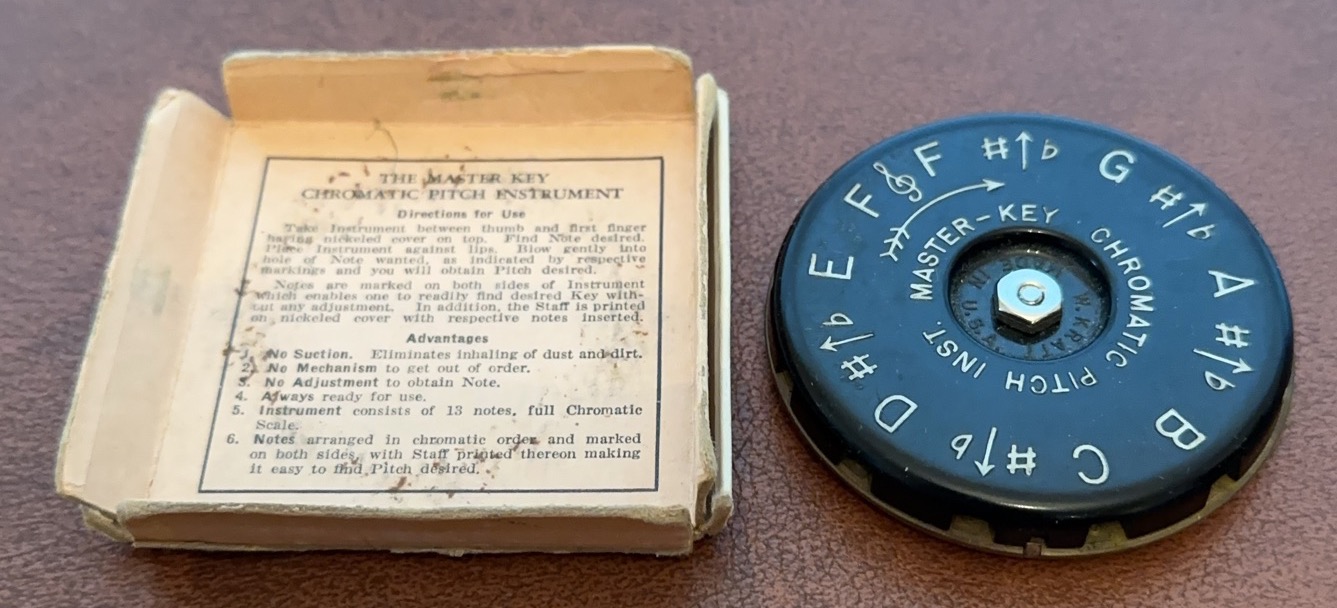 THE MASTER KEY
CHROMATIC PITCH INSTRUMENT
Directions for Use
Take Instrument between thumb and first finger
having nickeled cover on top. Find Note desired.
Place Instrument against lips. Blow gently into
hole of Note wanted, as indicated by respective
markings and you will obtain Pitch desired.
Notes are marked on both sides of Instrument
which enables one to readily find desired Key with-
out any adjustment. In addition, the Staff is printed
on nickeled cover with respective notes inserted.
Advantages
1. No Suction. Eliminates inhaling of dust and dirt.
2. No Mechanism to get out of order.
3. No Adjustment to obtain Note.
4. Always ready for use.
5. Instrument consists of 13 notes, full Chromatic
Scale.
6. Notes arranged in chromatic order and marked
on both sides, with Staff printed thereon making
it easy to find Pitch desired.
F
F
#↑♭
G
#↑♭
A
#↑♭
B
C
#↑♭
D
#↑♭
E
MASTER-KEY CHROMATIC PITCH INST.
W. KRATT
MADE IN U.S.A.